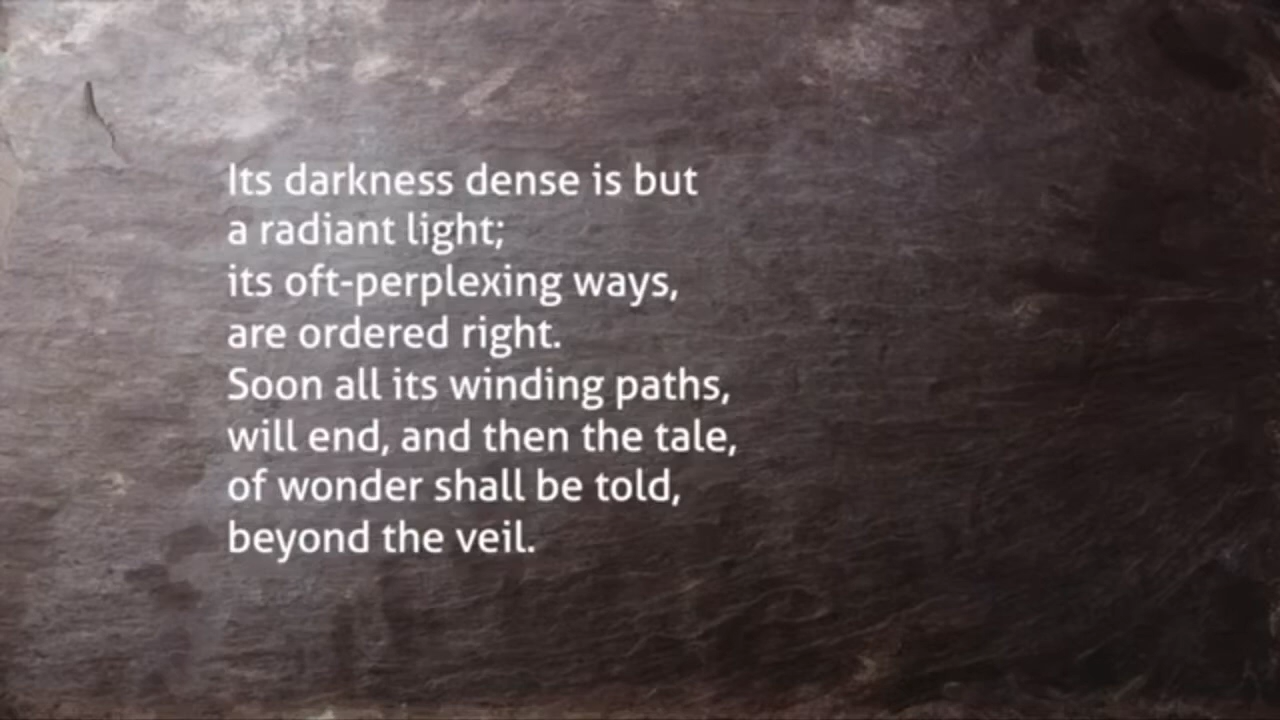 Its darkness dense is but
a radiant light;
its oft-perplexing ways,
are ordered right.
Soon all its winding paths,
will end, and then the tale,
of wonder shall be told,
beyond the veil.